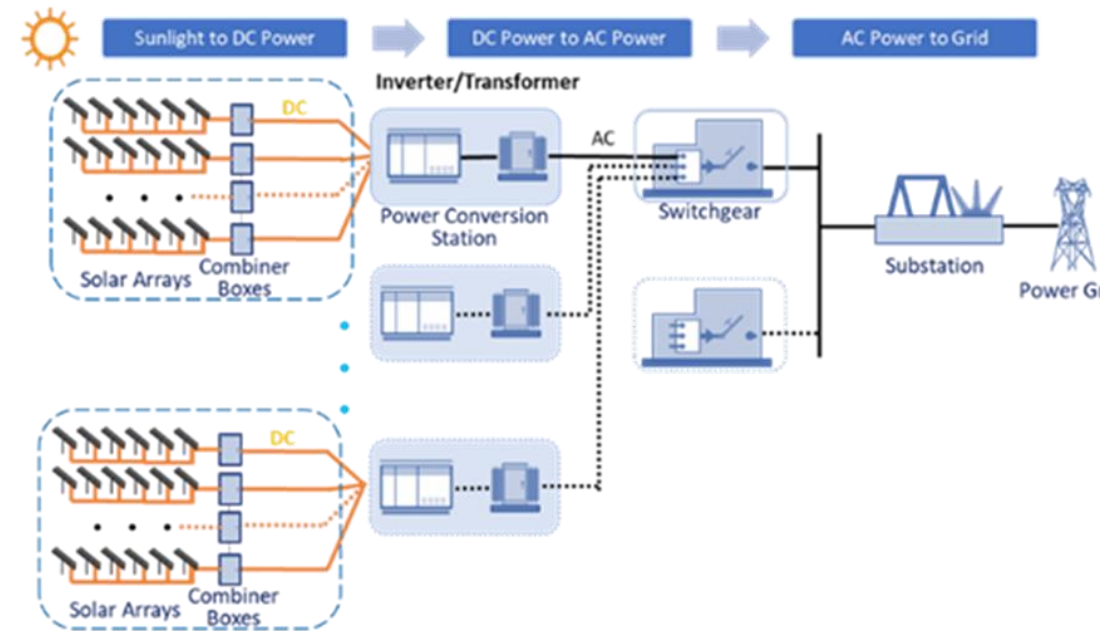 Sunlight to DC Power
DC Power to AC Power
AC Power to Grid
Inverter/Transformer
DC
AC
Power Conversion
Station
Switchgear
Solar Arrays
Combiner
Boxes
Substation
Power G
DC
Solar Arrays
Combiner
Boxes